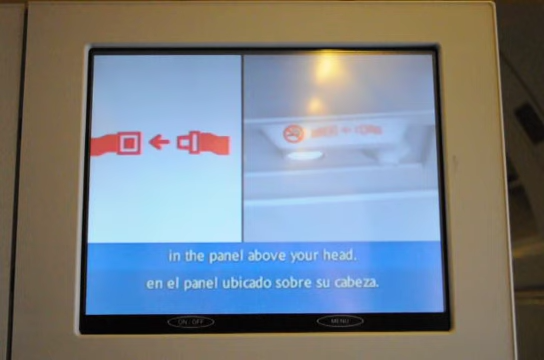 in the panel above your head.
en el panel ubicado sobre su cabeza.
ON / OFF
MENU